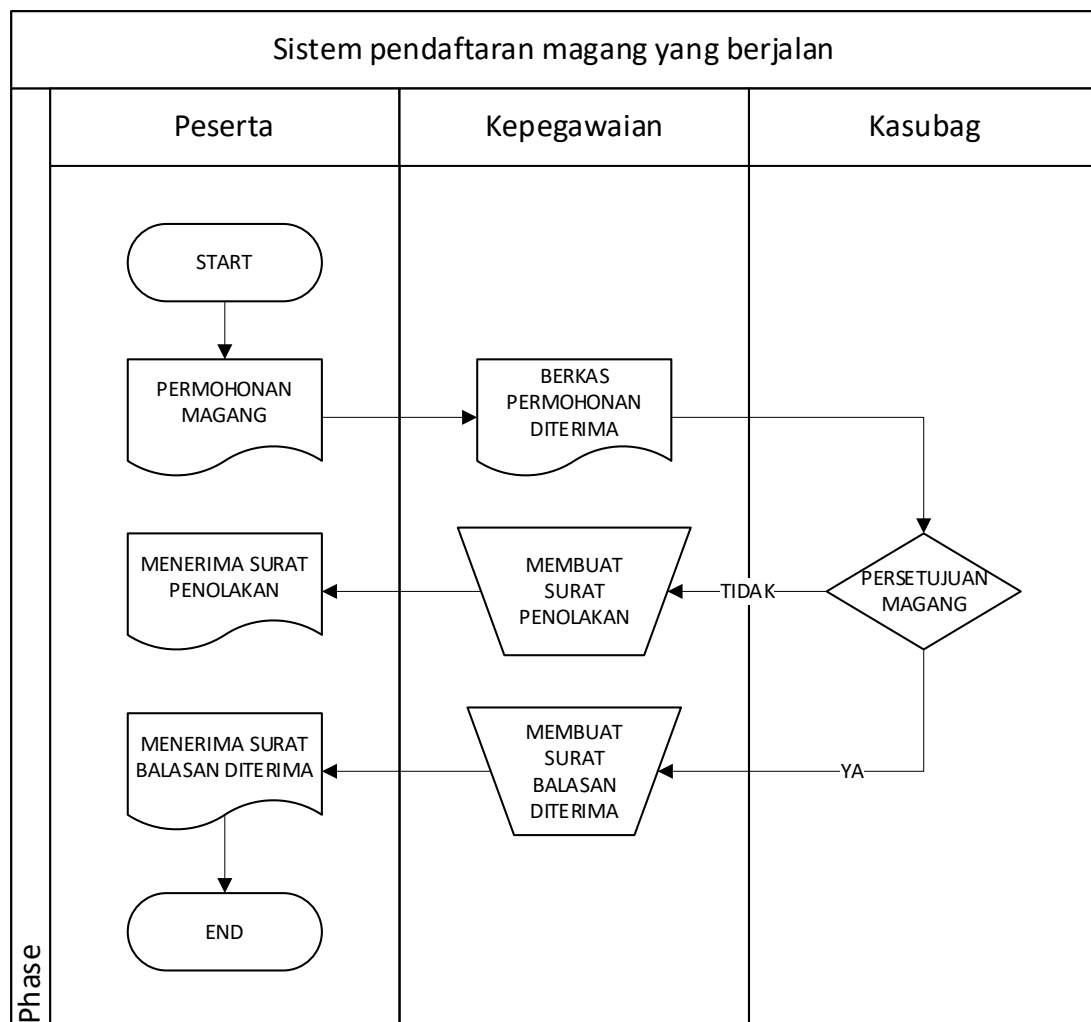 Sistem pendaftaran magang yang berjalan
Peserta
Kepegawaian
Kasubag
START
PERMOHONAN
MAGANG
BERKAS
PERMOHONAN
DITERIMA
PERSETUJUAN
MAGANG
TIDAK
MEMBUAT
SURAT
PENOLAKAN
MENERIMA SURAT
PENOLAKAN
YA
MEMBUAT
SURAT
BALASAN
DITERIMA
MENERIMA SURAT
BALASAN DITERIMA
END
Phase